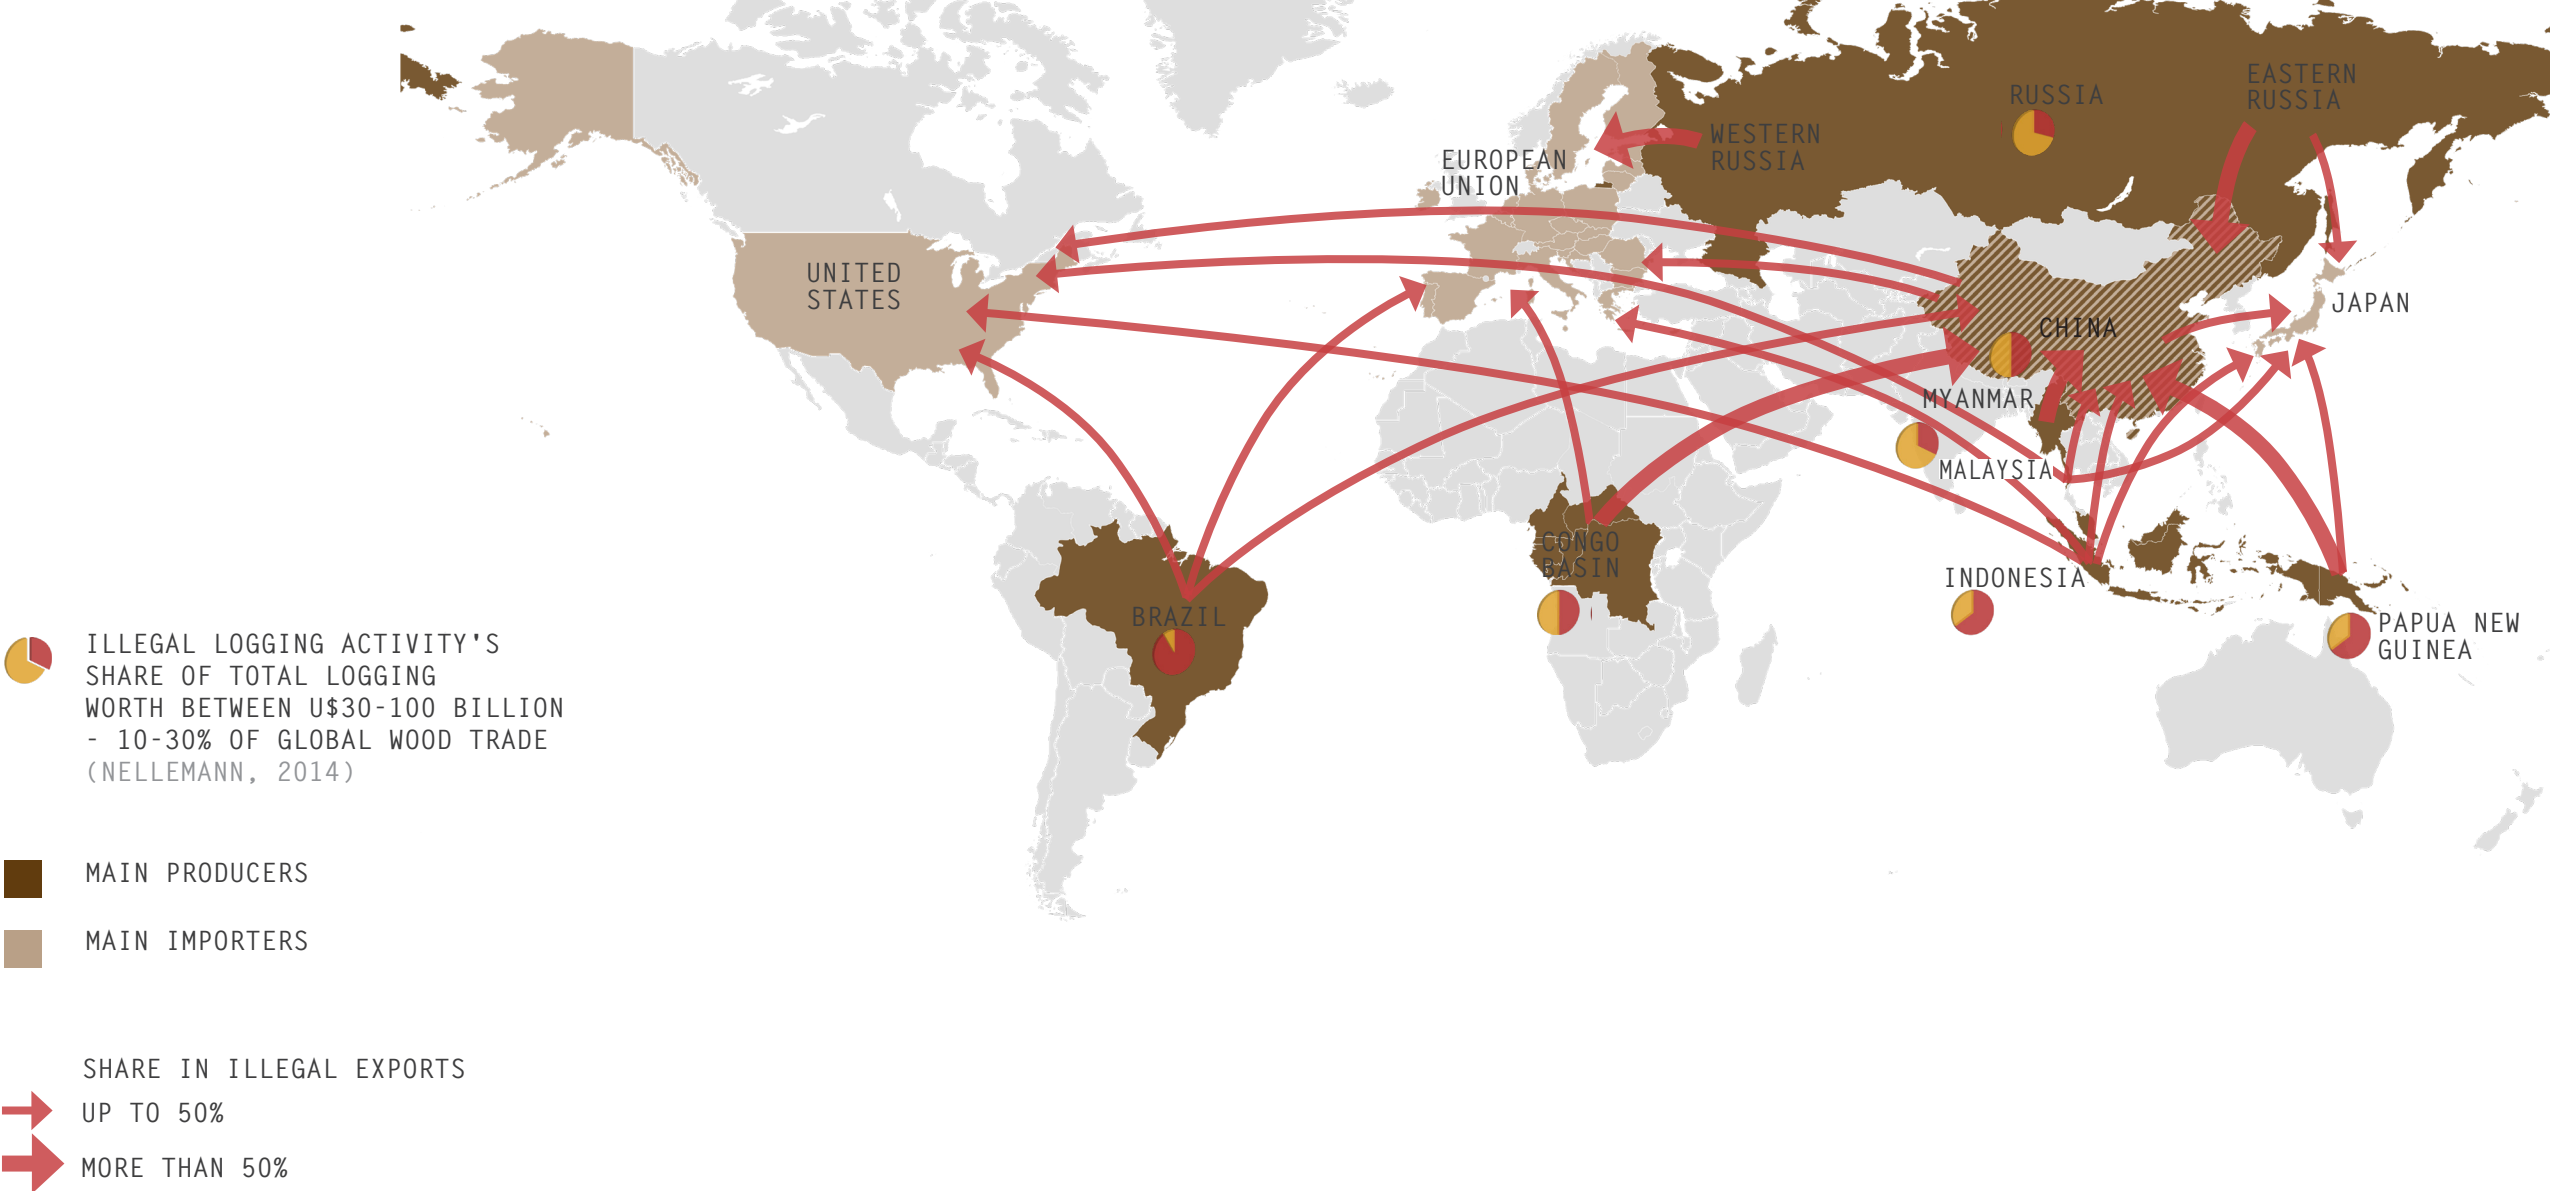 RUSSIA
EASTERN
RUSSIA
WESTERN
RUSSIA
EUROPEAN
UNION
UNITED
STATES
JAPAN
CHINA
MYANMAR
MALAYSIA
CONGO
BASIN
INDONESIA
BRAZIL
PAPUA NEW
GUINEA
ILLEGAL LOGGING ACTIVITY'S
SHARE OF TOTAL LOGGING
WORTH BETWEEN U$30-100 BILLION
- 10-30% OF GLOBAL WOOD TRADE
(NELLEMANN, 2014)
MAIN PRODUCERS
MAIN IMPORTERS
SHARE IN ILLEGAL EXPORTS
UP TO 50%
MORE THAN 50%